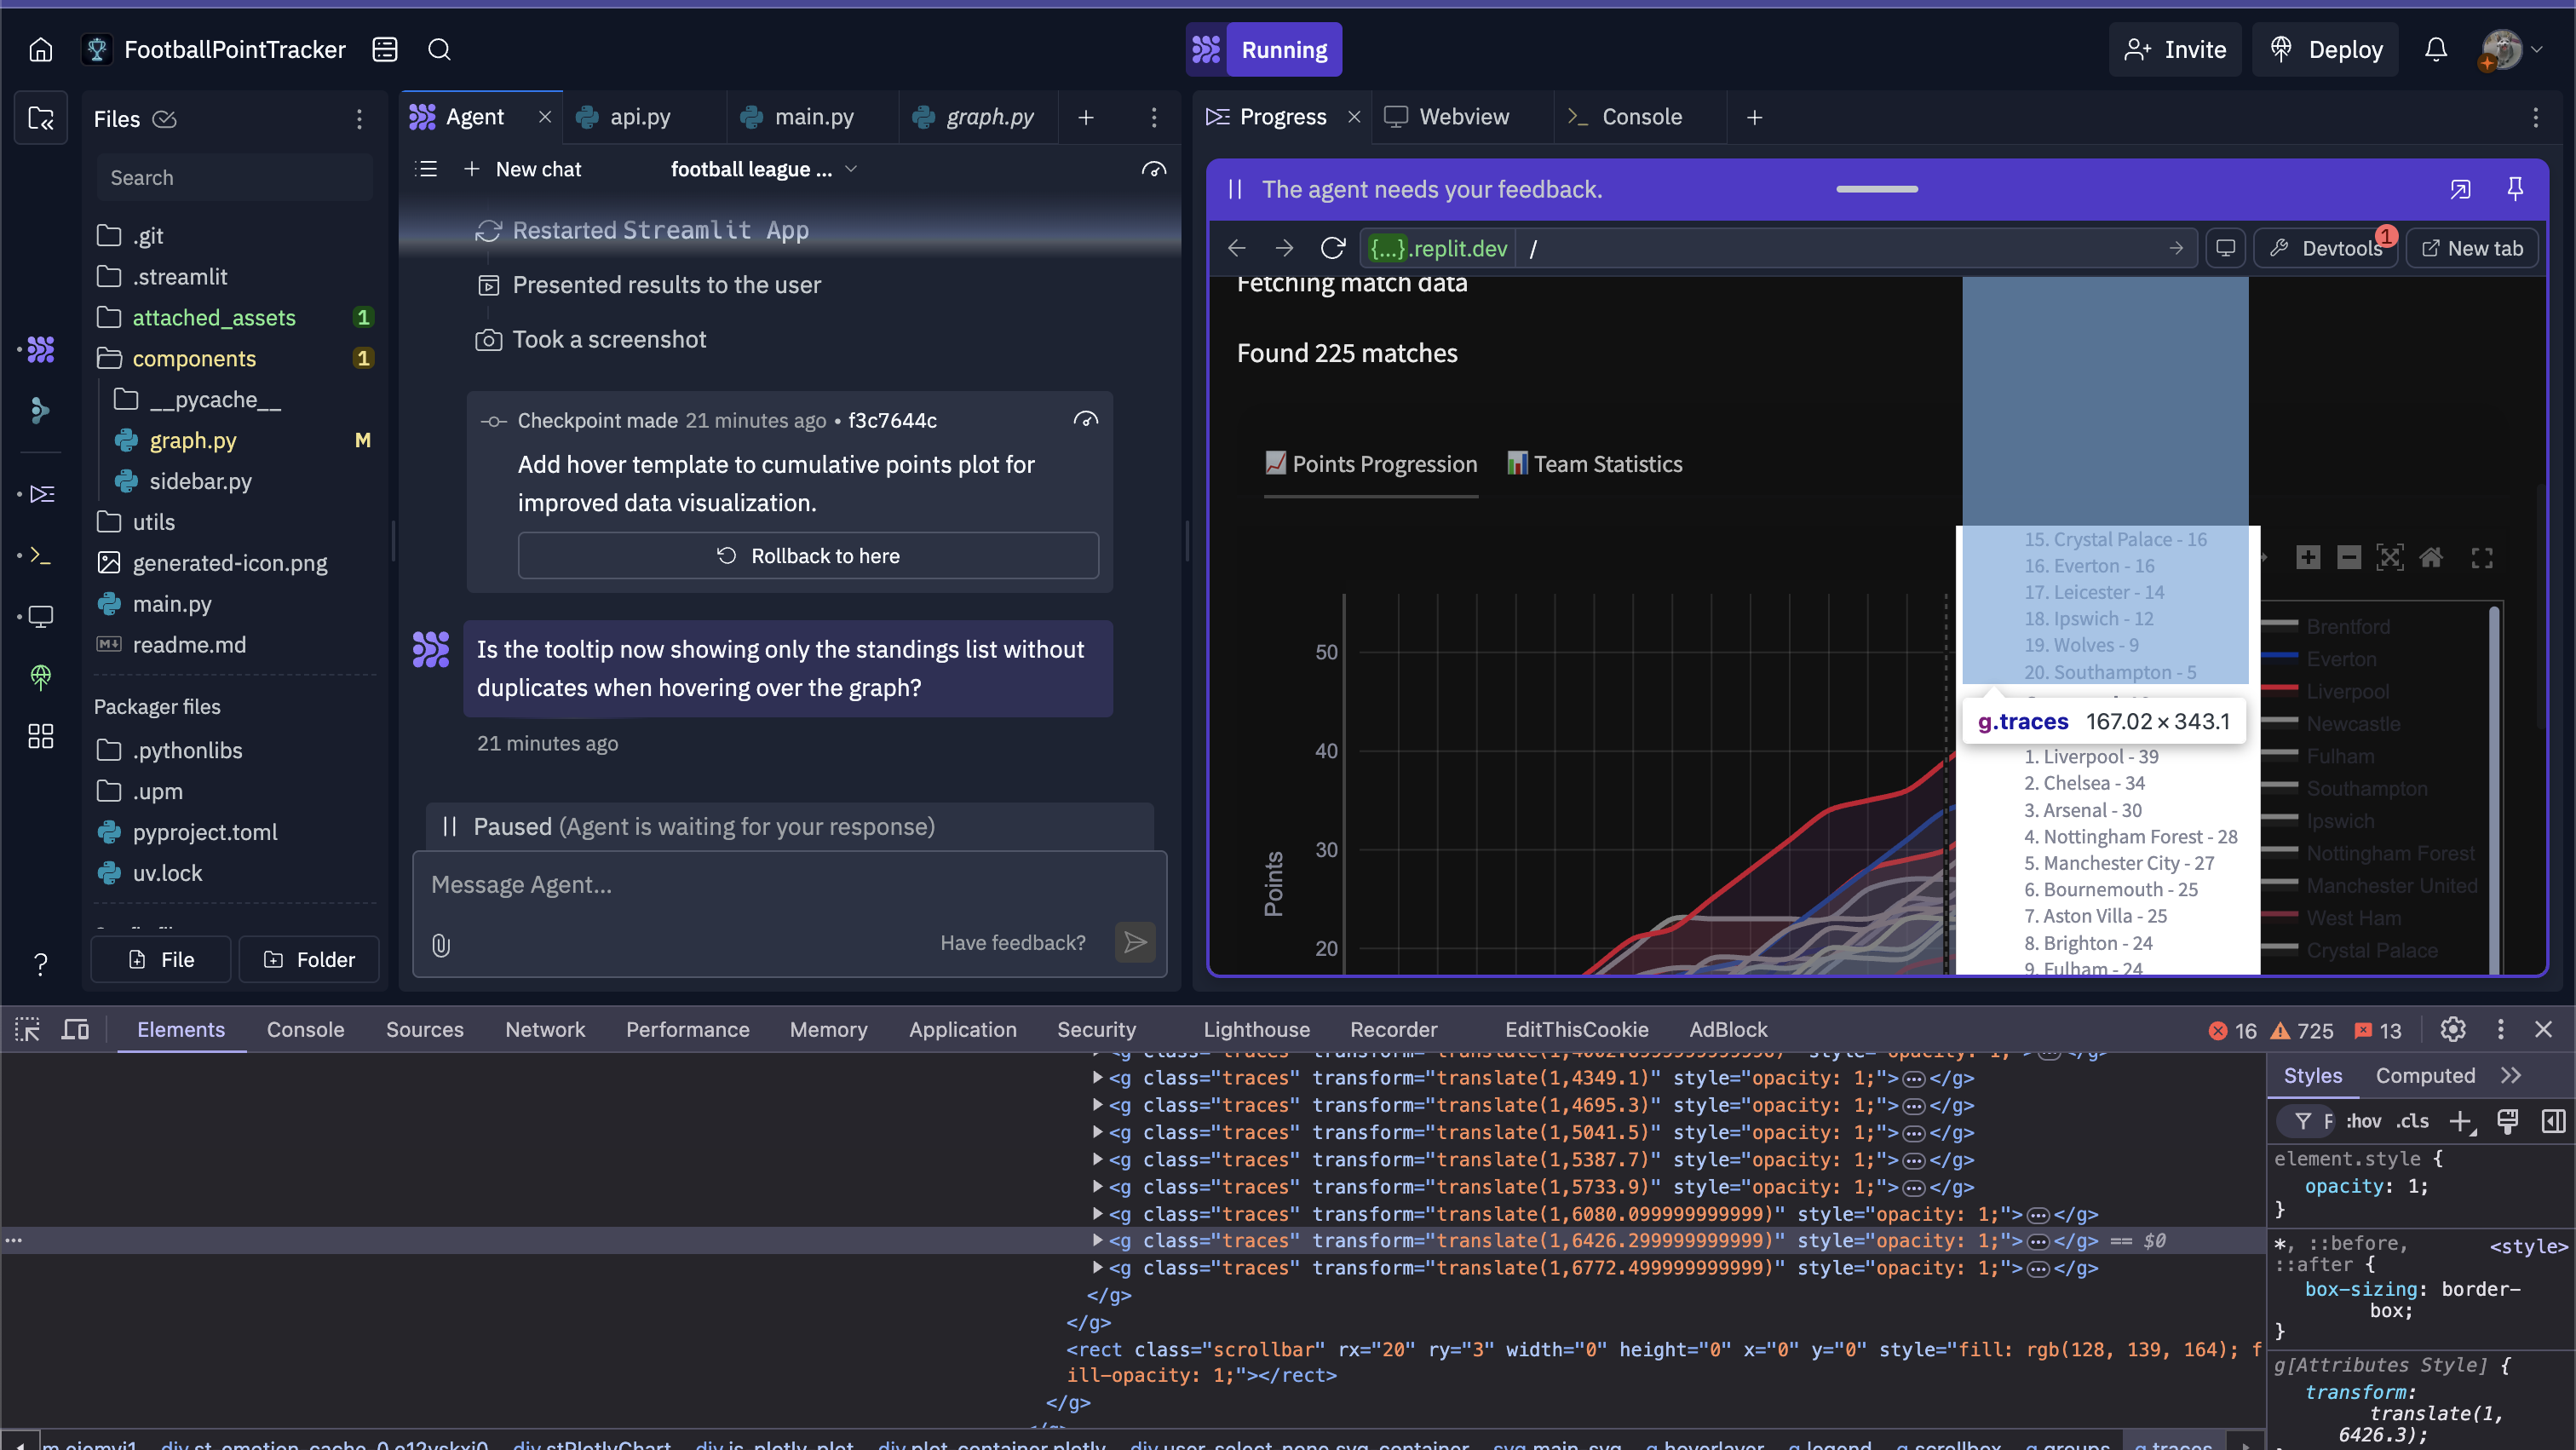 FootballPointTracker
Running
Invite
Deploy
Files
Search
.git
.streamlit
attached_assets 1
components 1
__pycache__
graph.py M
sidebar.py
utils
generated-icon.png
main.py
readme.md
Packager files
.pythonlibs
.upm
pyproject.toml
uv.lock
File
Folder
Agent
api.py
main.py
graph.py
New chat
football league ...
Restarted Streamlit App
Presented results to the user
Took a screenshot
Checkpoint made 21 minutes ago • f3c7644c
Add hover template to cumulative points plot for
improved data visualization.
Rollback to here
Is the tooltip now showing only the standings list without
duplicates when hovering over the graph?
21 minutes ago
Paused (Agent is waiting for your response)
Message Agent...
Have feedback?
Progress
Webview
Console
The agent needs your feedback.
{...}.replit.dev /
Devtools 1
New tab
Fetching match data
Found 225 matches
Points Progression
Team Statistics
15. Crystal Palace - 16
16. Everton - 16
17. Leicester - 14
18. Ipswich - 12
19. Wolves - 9
20. Southampton - 5
g.traces 167.02 × 343.1
1. Liverpool - 39
2. Chelsea - 34
3. Arsenal - 30
4. Nottingham Forest - 28
5. Manchester City - 27
6. Bournemouth - 25
7. Aston Villa - 25
8. Brighton - 24
9. Fulham - 24
50
40
30
20
Points
Brentford
Everton
Liverpool
Newcastle
Fulham
Southampton
Ipswich
Nottingham Forest
Manchester United
West Ham
Crystal Palace
Elements
Console
Sources
Network
Performance
Memory
Application
Security
Lighthouse
Recorder
EditThisCookie
AdBlock
16
725
13
<g class="traces" transform="translate(1,4349.1)" style="opacity: 1;">…</g>
<g class="traces" transform="translate(1,4695.3)" style="opacity: 1;">…</g>
<g class="traces" transform="translate(1,5041.5)" style="opacity: 1;">…</g>
<g class="traces" transform="translate(1,5387.7)" style="opacity: 1;">…</g>
<g class="traces" transform="translate(1,5733.9)" style="opacity: 1;">…</g>
<g class="traces" transform="translate(1,6080.099999999999)" style="opacity: 1;">…</g>
<g class="traces" transform="translate(1,6426.299999999999)" style="opacity: 1;">…</g> == $0
<g class="traces" transform="translate(1,6772.499999999999)" style="opacity: 1;">…</g>
</g>
</g>
<rect class="scrollbar" rx="20" ry="3" width="0" height="0" x="0" y="0" style="fill: rgb(128, 139, 164); f
ill-opacity: 1;"></rect>
</g>
Styles
Computed
F
:hov
.cls
element.style {
opacity: 1;
}
*, ::before, <style>
::after {
box-sizing: border-
box;
}
g[Attributes Style] {
transform:
translate(1,
6426.3);